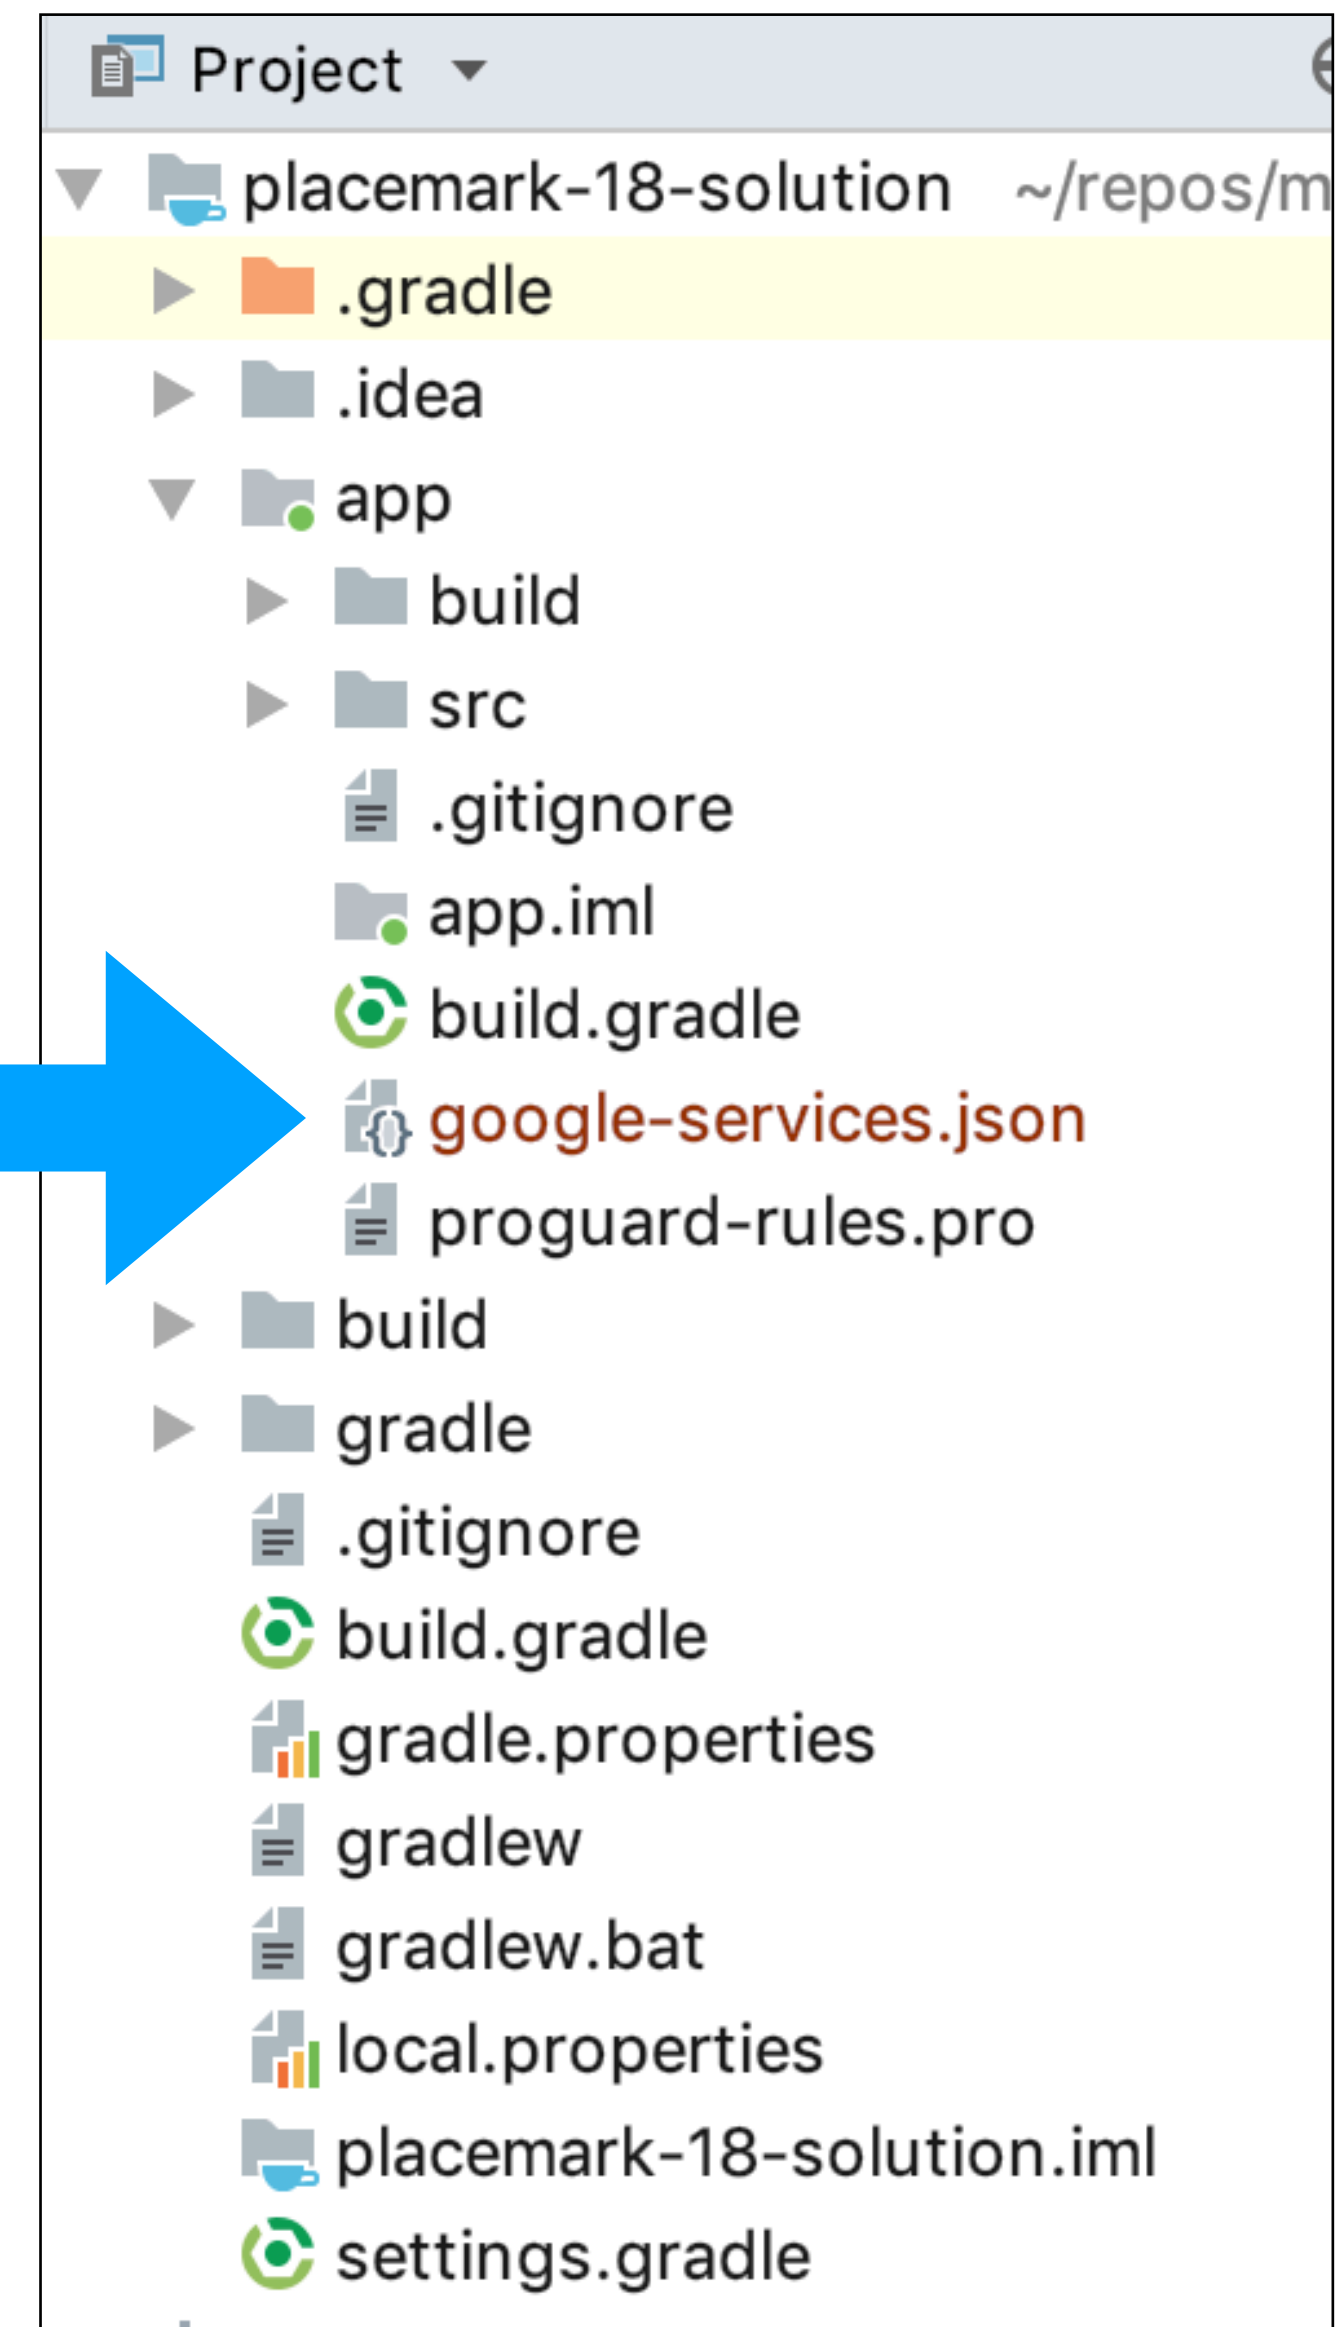 Project
placemark-18-solution ~/repos/m
.gradle
.idea
app
build
src
.gitignore
app.iml
build.gradle
google-services.json
proguard-rules.pro
build
gradle
.gitignore
build.gradle
gradle.properties
gradlew
gradlew.bat
local.properties
placemark-18-solution.iml
settings.gradle